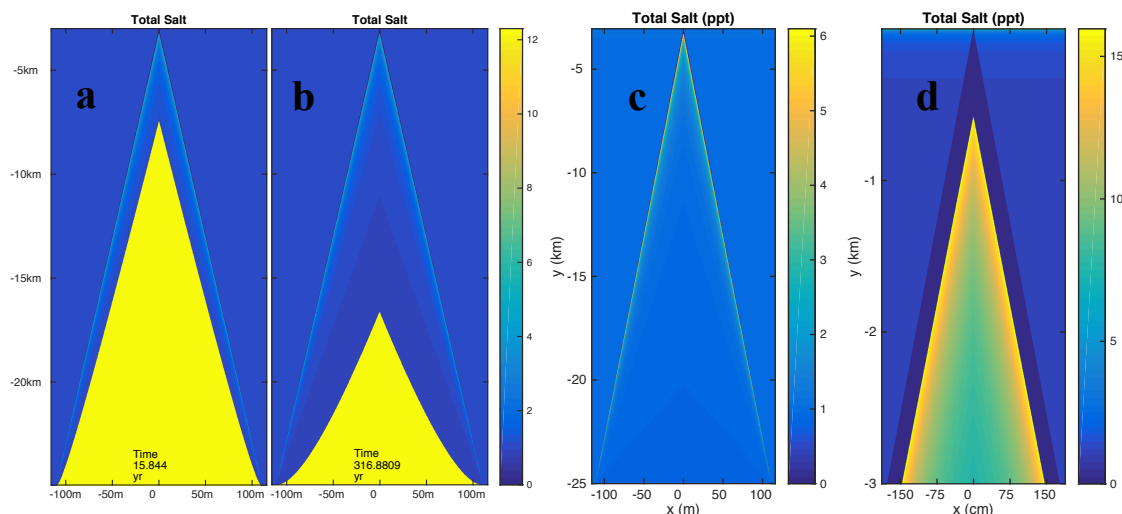 Total Salt
a
-5km
-10km
-15km
-20km
Time
15.844
yr
-100m
-50m
0
50m
100m
Total Salt
b
Time
316.8809
yr
-100m
-50m
0
50m
100m
12
10
8
6
4
2
0
Total Salt (ppt)
c
y (km)
-5
-10
-15
-20
-25
-100
-50
0
50
100
x (m)
6
5
4
3
2
1
0
Total Salt (ppt)
d
y (km)
-1
-2
-3
-150
-75
0
75
150
x (cm)
15
10
5
0